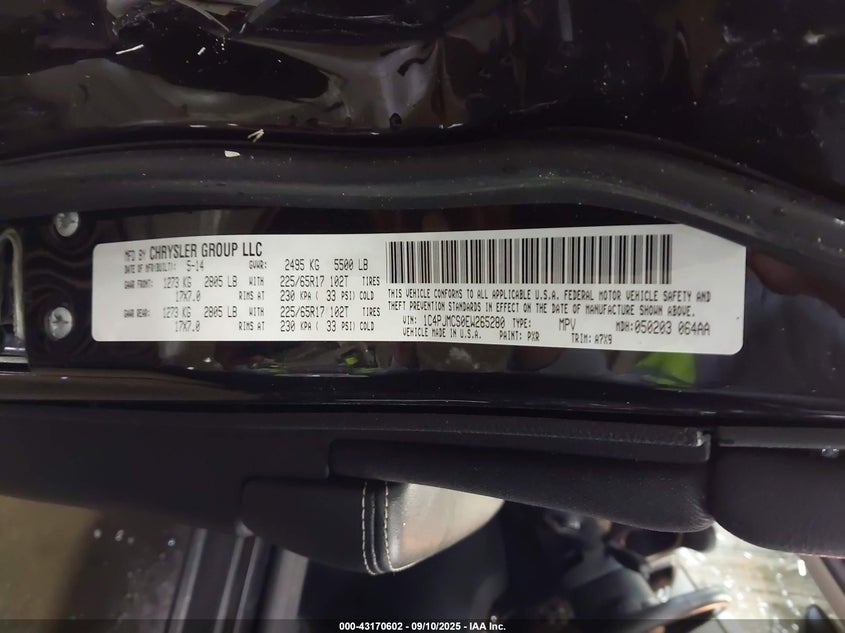 MFD BY CHRYSLER GROUP LLC
DATE OF MFR(BUILT): 5-14 GVWR: 2495 KG 5500 LB
GAWR FRONT: 1273 KG 2805 LB WITH 225/65R17 102T TIRES
17X7.0 RIMS AT 230 KPA ( 33 PSI) COLD
GAWR REAR: 1273 KG 2805 LB WITH 225/65R17 102T TIRES
17X7.0 RIMS AT 230 KPA ( 33 PSI) COLD
THIS VEHICLE CONFORMS TO ALL APPLICABLE U.S.A. FEDERAL MOTOR VEHICLE SAFETY AND
THEFT PREVENTION STANDARDS IN EFFECT ON THE DATE OF MANUFACTURE SHOWN ABOVE.
VIN: 1C4PJMCS0EW265280 TYPE: MPV MDH: 050203 064AA
VEHICLE MADE IN U.S.A. PAINT: PXR TRIM: A7X9
000-43170602 - 09/10/2025 - IAA Inc.